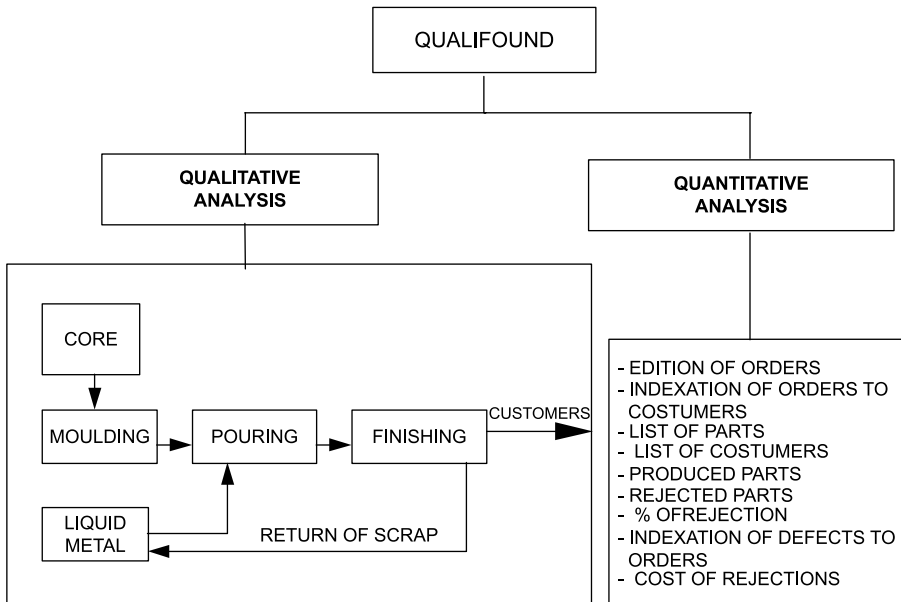 QUALIFOUND
QUALITATIVE
ANALYSIS
QUANTITATIVE
ANALYSIS
CORE
MOULDING
POURING
FINISHING
CUSTOMERS
LIQUID
METAL
RETURN OF SCRAP
- EDITION OF ORDERS
- INDEXATION OF ORDERS TO
COSTUMERS
- LIST OF PARTS
- LIST OF COSTUMERS
- PRODUCED PARTS
- REJECTED PARTS
- % OFREJECTION
- INDEXATION OF DEFECTS TO
ORDERS
- COST OF REJECTIONS